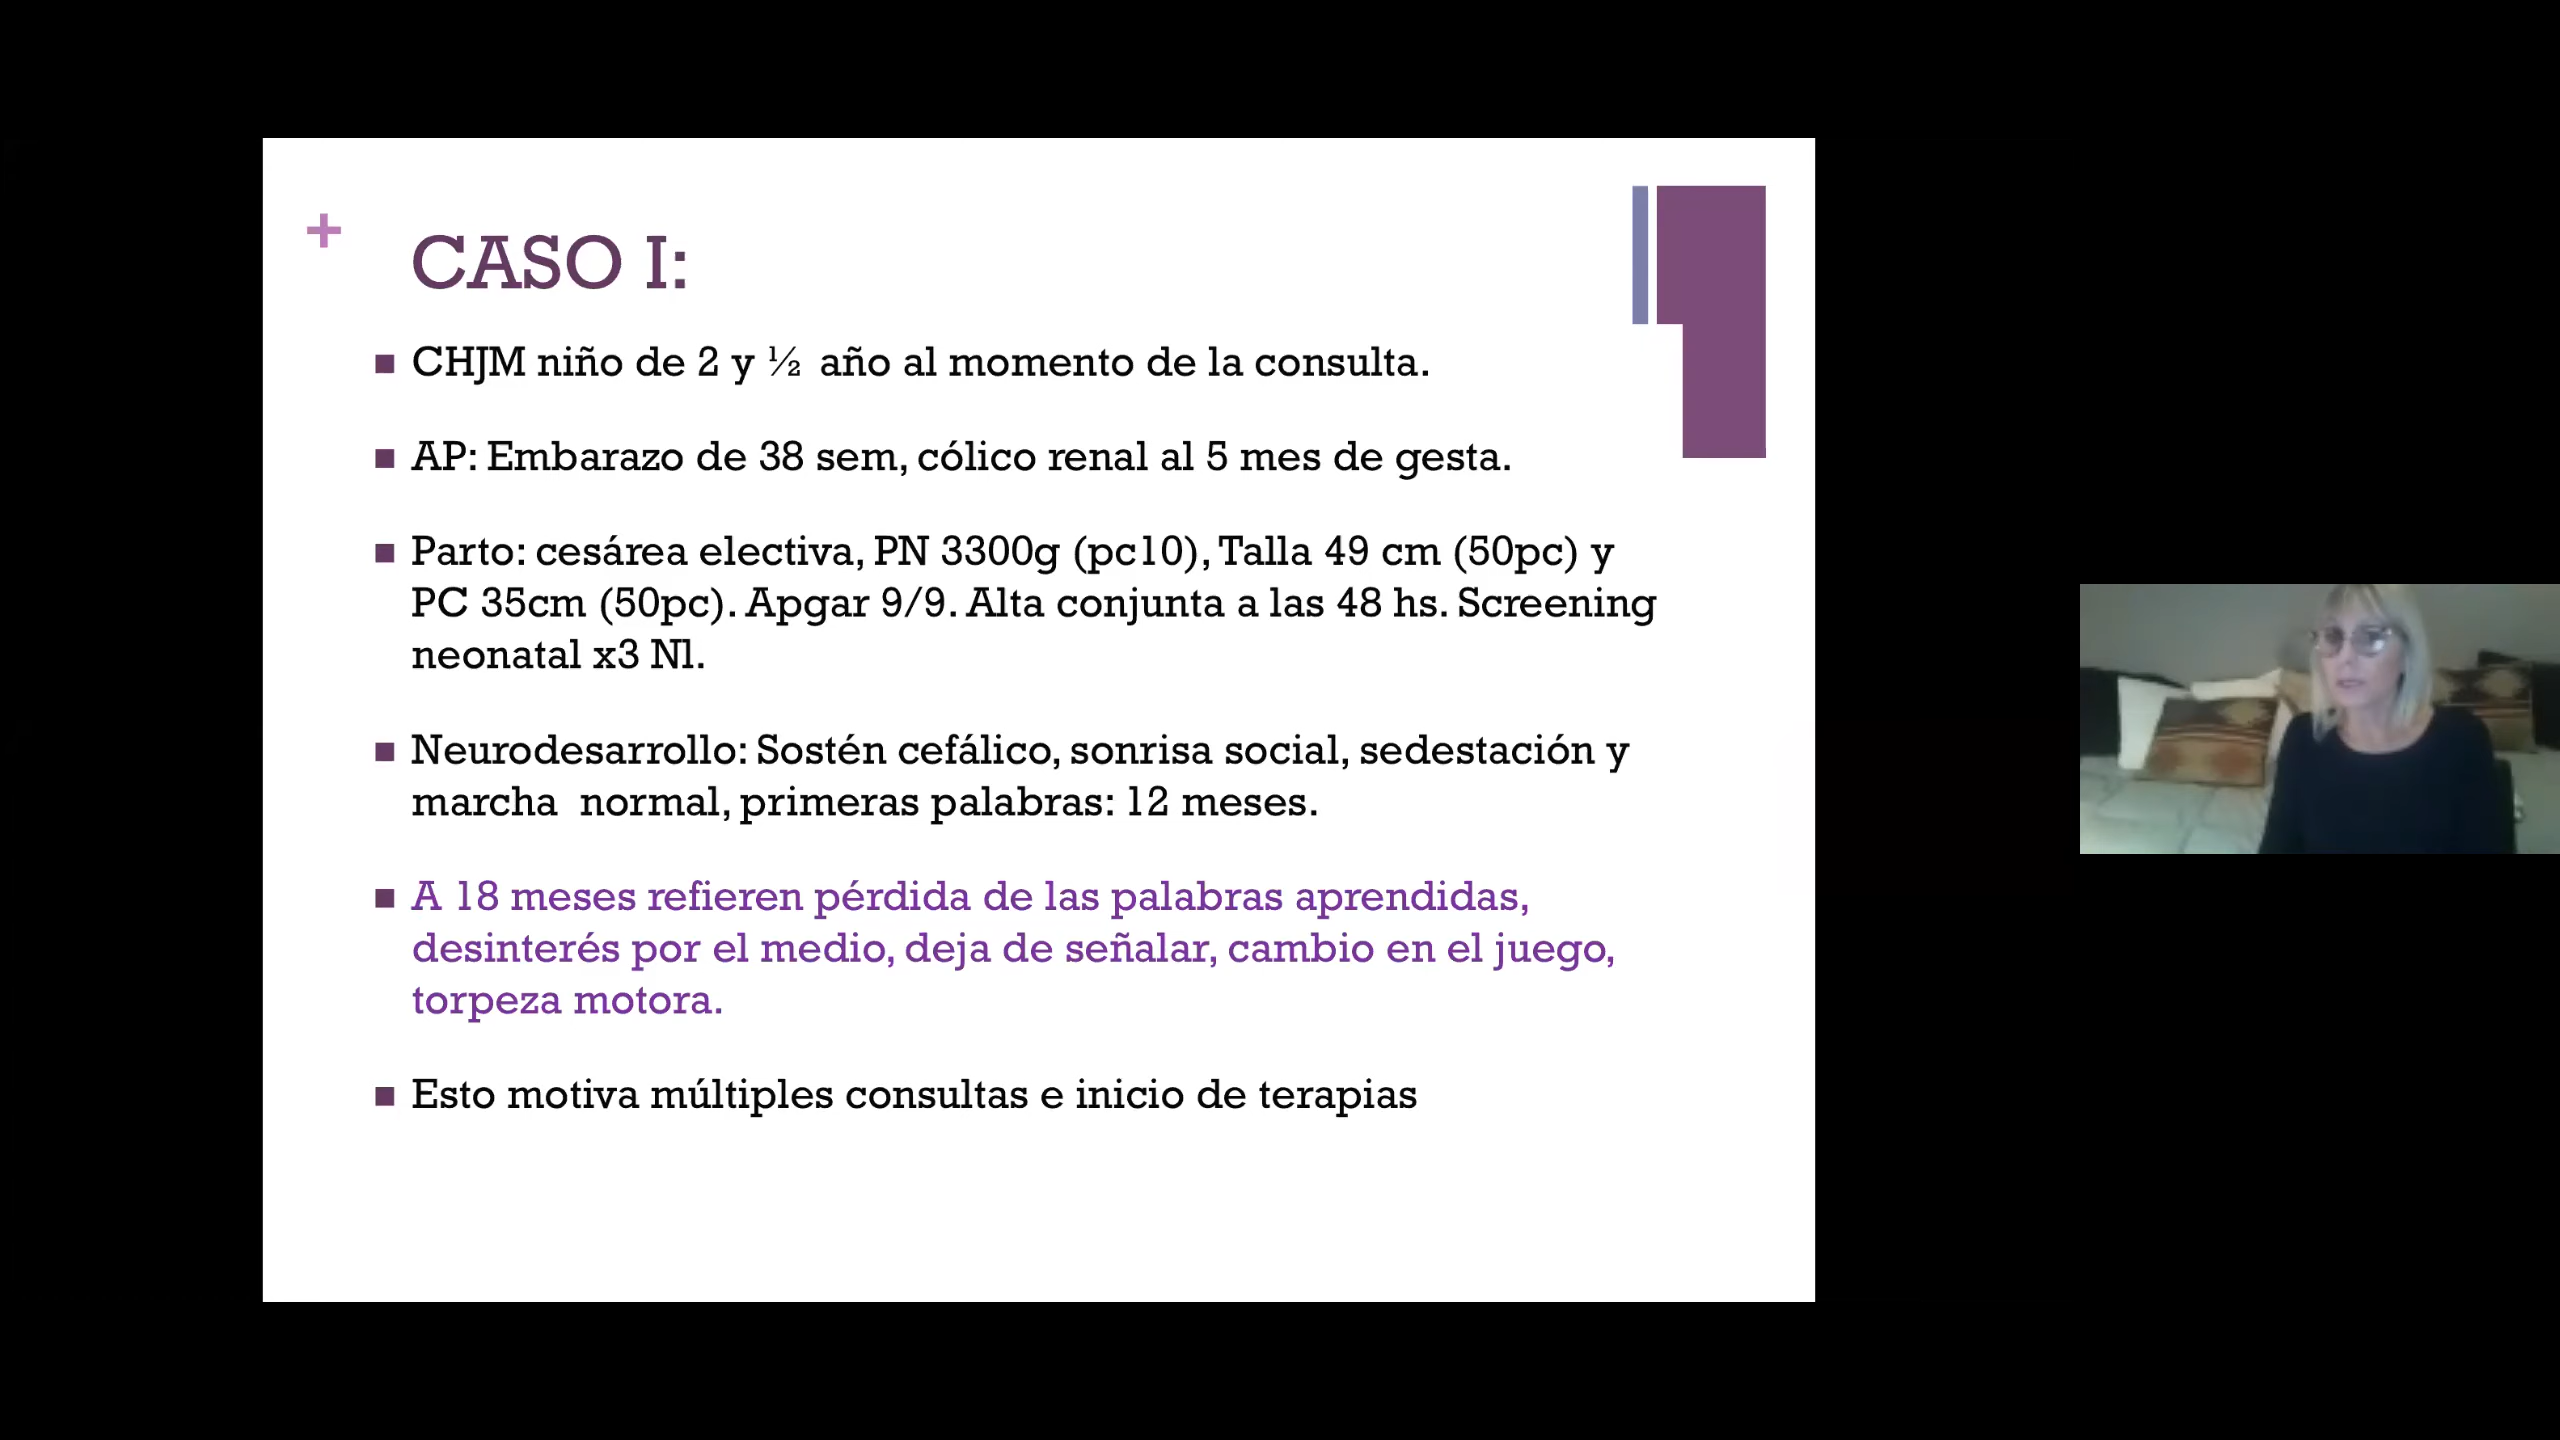 CASO I:
CHJM niño de 2 y ½ año al momento de la consulta.
AP: Embarazo de 38 sem, cólico renal al 5 mes de gesta.
Parto: cesárea electiva, PN 3300g (pc10), Talla 49 cm (50pc) y
PC 35cm (50pc). Apgar 9/9. Alta conjunta a las 48 hs. Screening
neonatal x3 Nl.
Neurodesarrollo: Sostén cefálico, sonrisa social, sedestación y
marcha normal, primeras palabras: 12 meses.
A 18 meses refieren pérdida de las palabras aprendidas,
desinterés por el medio, deja de señalar, cambio en el juego,
torpeza motora.
Esto motiva múltiples consultas e inicio de terapias